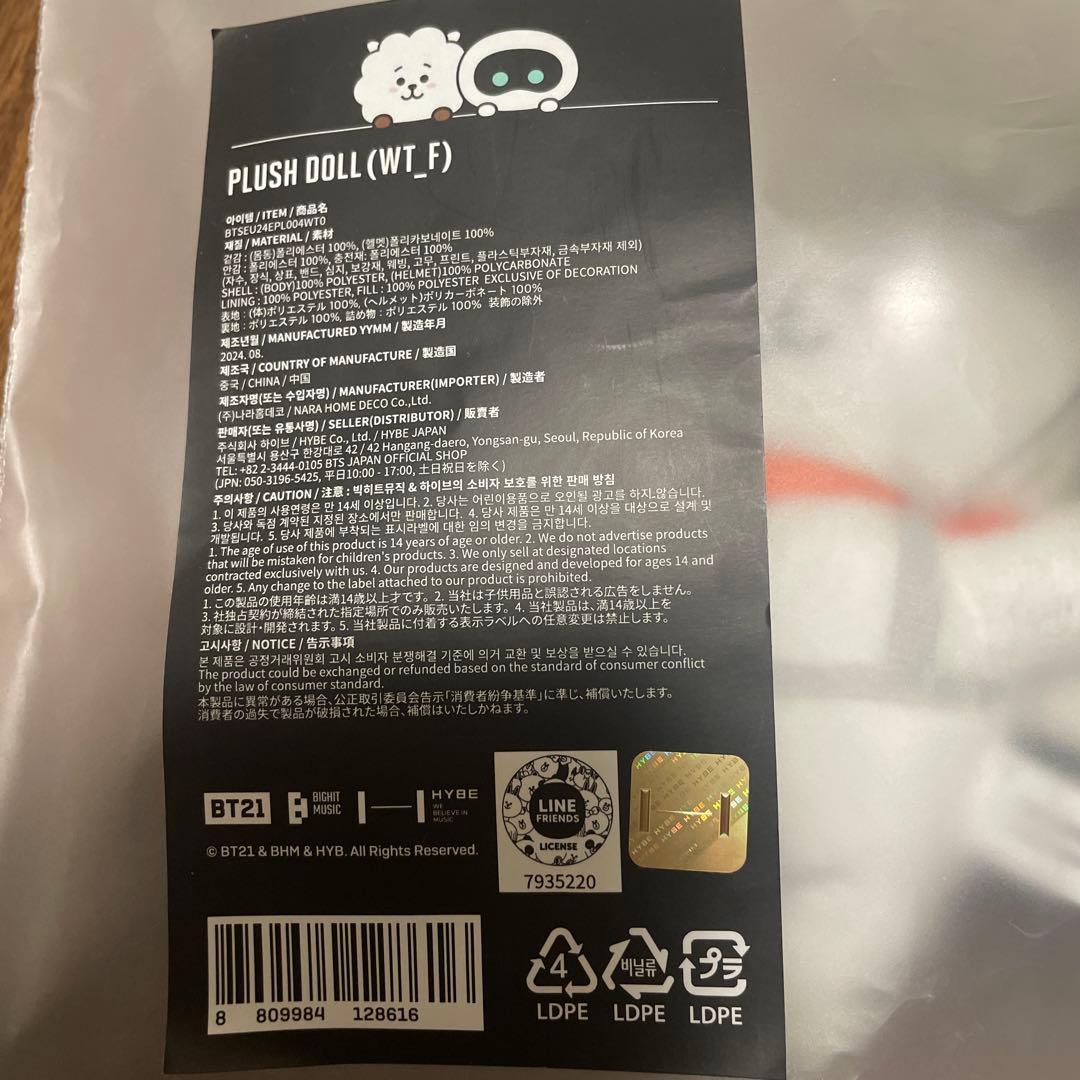 PLUSH DOLL (WT_F)
아이템 / ITEM / 商品名
BTSEU24EPL004WT0
재질 / MATERIAL / 素材
겉감 : (몸통)폴리에스터 100%, (헬멧)폴리카보네이트 100%
안감 : 폴리에스터 100%, 충전재: 폴리에스터 100%
(자수, 장식, 상표, 밴드, 심지, 보강재, 웨빙, 고무, 프린트, 플라스틱부자재, 금속부자재 제외)
SHELL : (BODY)100% POLYESTER, (HELMET)100% POLYCARBONATE
LINING : 100% POLYESTER, FILL : 100% POLYESTER EXCLUSIVE OF DECORATION
表地 : (体)ポリエステル 100%, (ヘルメット)ポリカーボネート 100%
裏地 : ポリエステル 100%, 詰め物 : ポリエステル 100% 装飾の除外
제조년월 / MANUFACTURED YYMM / 製造年月
2024. 08.
제조국 / COUNTRY OF MANUFACTURE / 製造国
중국 / CHINA / 中国
제조자명(또는 수입자명) / MANUFACTURER(IMPORTER) / 製造者
(주)나라홈데코 / NARA HOME DECO Co.,Ltd.
판매자(또는 유통사명) / SELLER(DISTRIBUTOR) / 販賣者
주식회사 하이브 / HYBE Co., Ltd. / HYBE JAPAN
서울특별시 용산구 한강대로 42 / 42 Hangang-daero, Yongsan-gu, Seoul, Republic of Korea
TEL: +82 2-3444-0105 BTS JAPAN OFFICIAL SHOP
(JPN: 050-3196-5425, 平日10:00 - 17:00, 土日祝日を除く)
주의사항 / CAUTION / 注意 : 빅히트뮤직 & 하이브의 소비자 보호를 위한 판매 방침
1. 이 제품의 사용연령은 만 14세 이상입니다. 2. 당사는 어린이용품으로 오인될 광고를 하지 않습니다.
3. 당사와 독점 계약된 지정된 장소에서만 판매합니다. 4. 당사 제품은 만 14세 이상을 대상으로 설계 및
개발됩니다. 5. 당사 제품에 부착되는 표시라벨에 대한 임의 변경을 금지합니다.
1. The age of use of this product is 14 years of age or older. 2. We do not advertise products
that will be mistaken for children's products. 3. We only sell at designated locations
contracted exclusively with us. 4. Our products are designed and developed for ages 14 and
older. 5. Any change to the label attached to our product is prohibited.
1. この製品の使用年齢は満14歳以上才です。2. 当社は子供用品と誤認される広告をしません。
3. 社独占契約が締結された指定場所でのみ販売いたします。4. 当社製品は、満14歳以上を
対象に設計・開発されます。5. 当社製品に付着する表示ラベルへの任意変更は禁止します。
고시사항 / NOTICE / 告示事項
본 제품은 공정거래위원회 고시 소비자 분쟁해결 기준에 의거 교환 및 보상을 받으실 수 있습니다.
The product could be exchanged or refunded based on the standard of consumer conflict
by the law of consumer standard.
本製品に異常がある場合、公正取引委員会告示「消費者紛争基準」に準じ、補償いたします。
消費者の過失で製品が破損された場合、補償はいたしかねます。
BT21 BIGHIT MUSIC HYBE
WE BELIEVE IN MUSIC
© BT21 & BHM & HYB. All Rights Reserved.
LINE
FRIENDS
LICENSE
7935220
HYBE HYBE HYBE
8 809984 128616
4 비닐류 プラ
LDPE LDPE LDPE